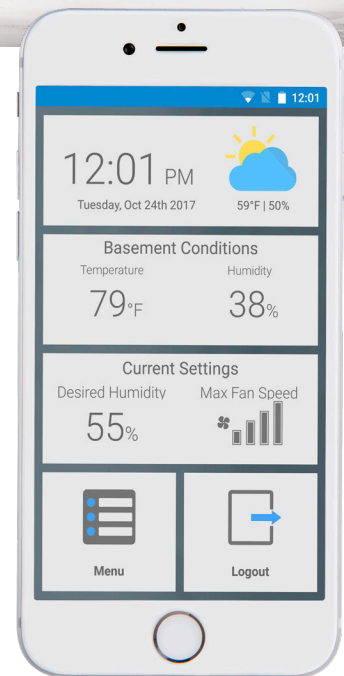 12:01
12:01 PM
Tuesday, Oct 24th 2017
59°F | 50%
Basement Conditions
Temperature Humidity
79°F 38%
Current Settings
Desired Humidity Max Fan Speed
55%
Menu Logout